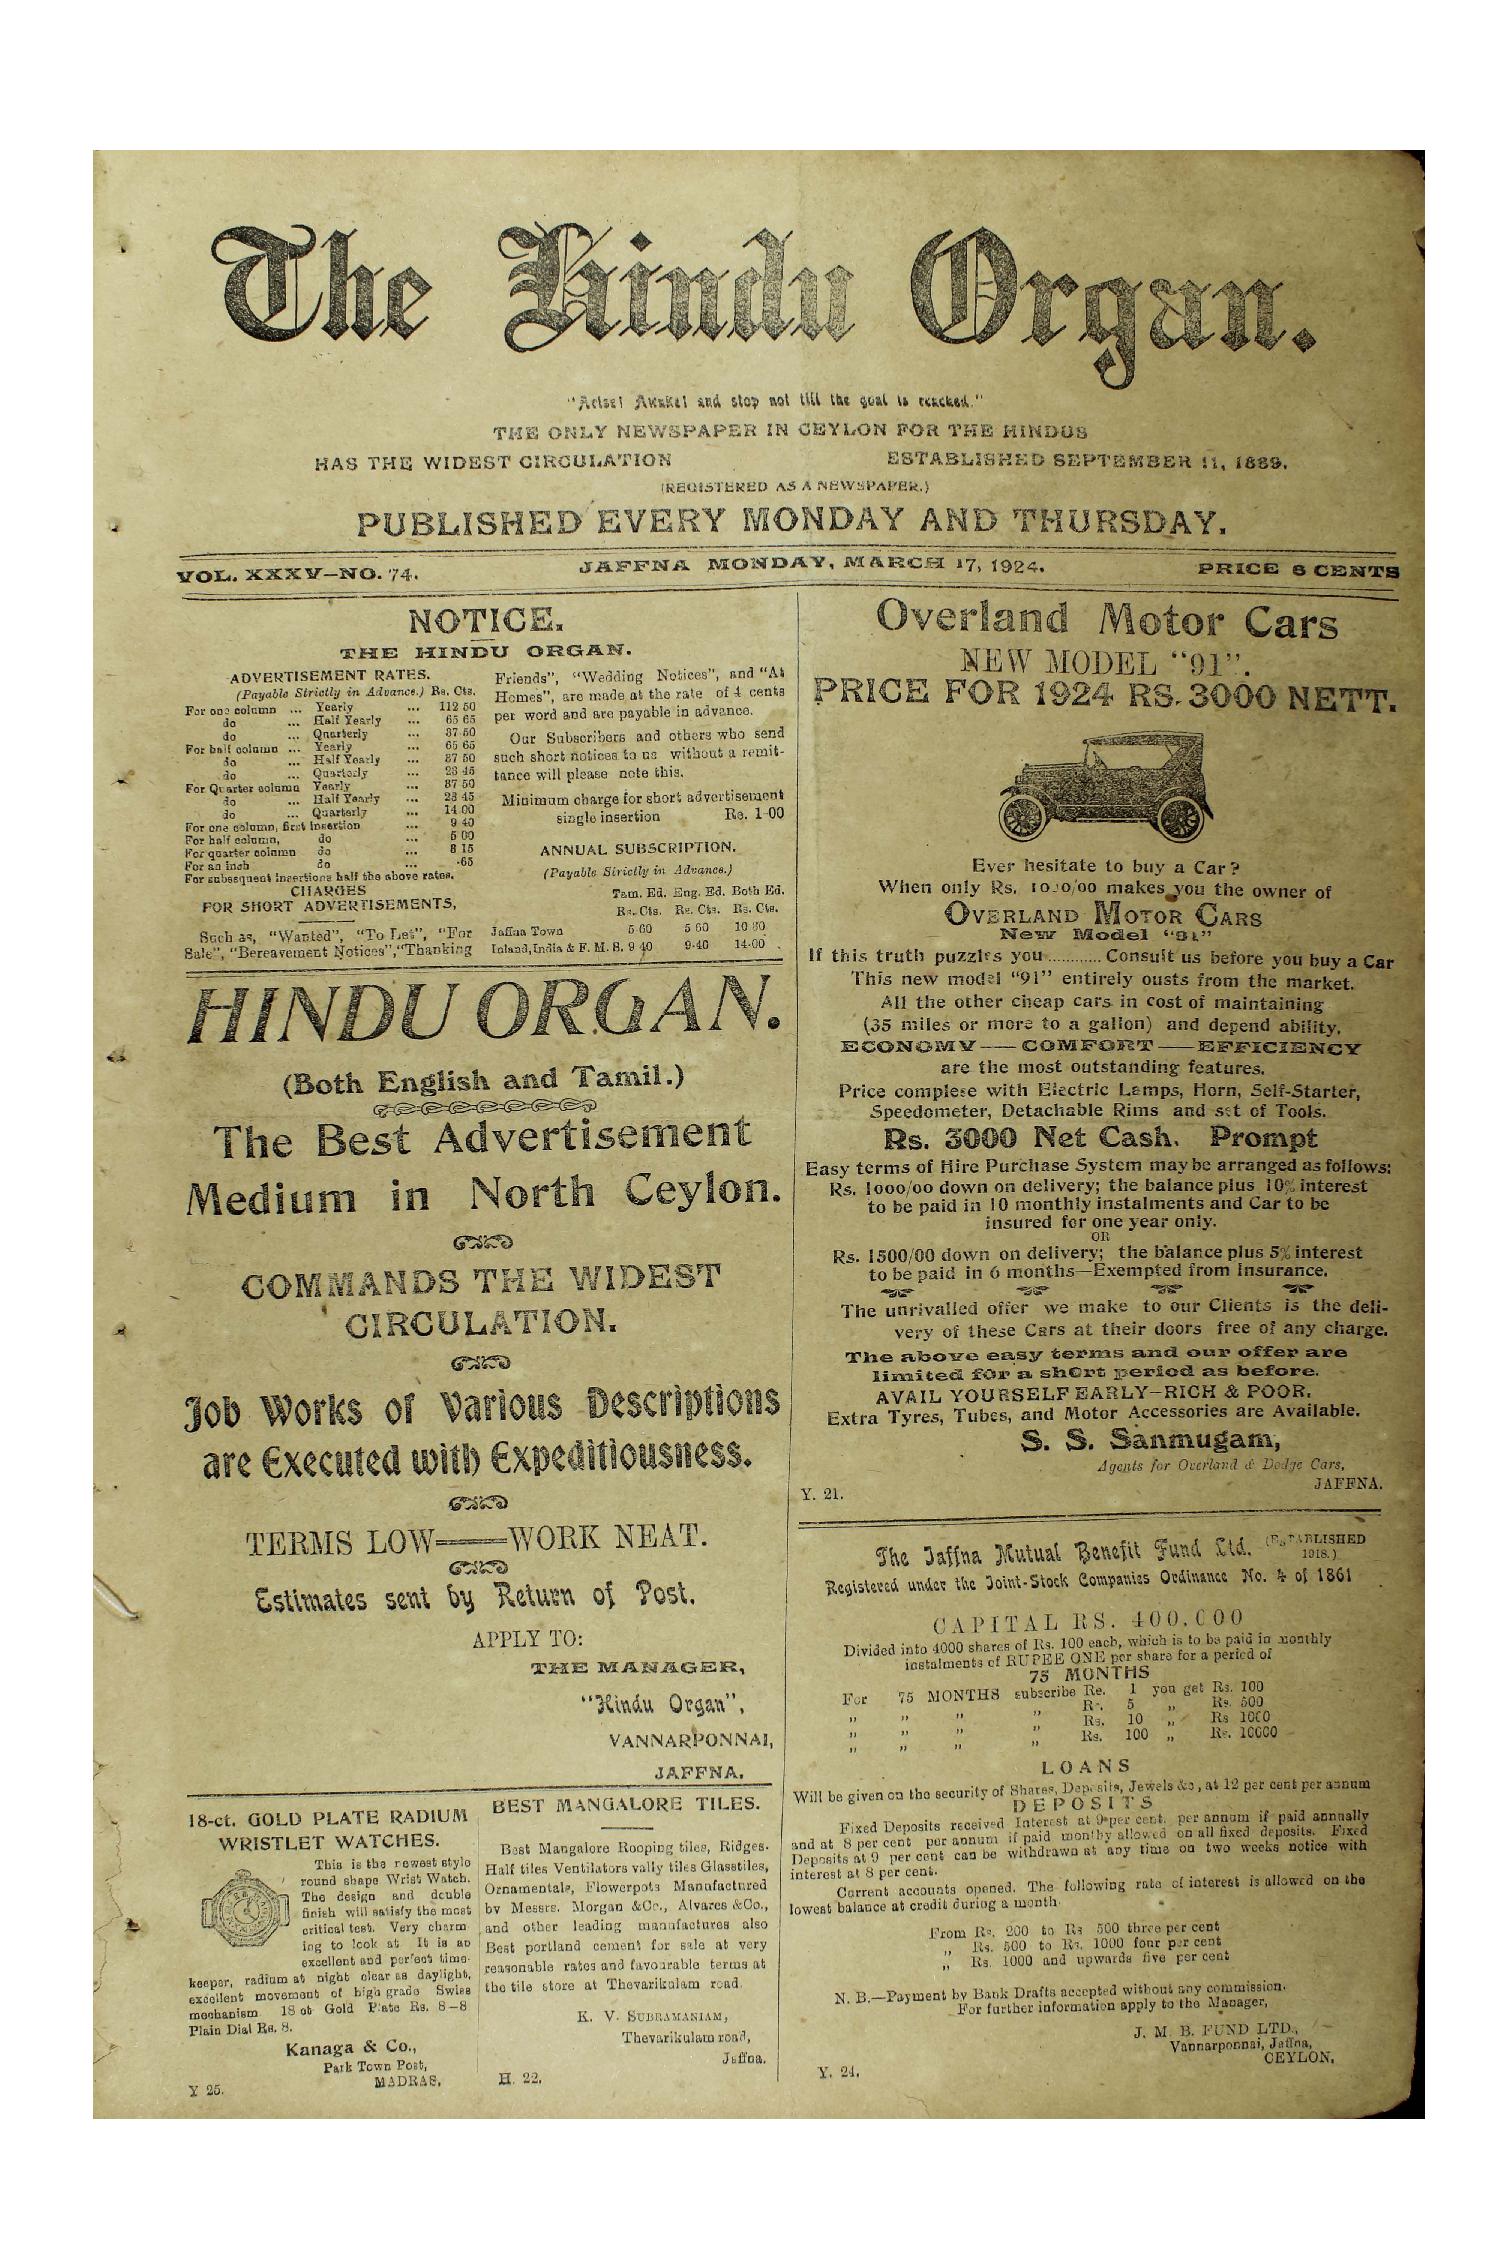 The Hindu Organ.
"Arise! Awake! and stop not till the goal is reached."
THE ONLY NEWSPAPER IN CEYLON FOR THE HINDUS
HAS THE WIDEST CIRCULATION
ESTABLISHED SEPTEMBER 11, 1889.
(REGISTERED AS A NEWSPAPER.)
PUBLISHED EVERY MONDAY AND THURSDAY.
VOL. XXXV—NO. 74.
JAFFNA MONDAY, MARCH 17, 1924.
PRICE 6 CENTS
NOTICE.
THE HINDU ORGAN.
ADVERTISEMENT RATES.
(Payable Strictly in Advance.) Rs. Cts.
For one column ... Yearly ... 112 50
do ... Half Yearly ... 65 65
do ... Quarterly ... 37 50
For half column ... Yearly ... 65 65
do ... Half Yearly ... 37 50
do ... Quarterly ... 23 45
For Quarter column Yearly ... 37 50
do ... Half Yearly ... 23 45
do ... Quarterly ... 14 00
For one column, first Insertion ... 9 40
For half column, do ... 5 00
For quarter column do ... 3 15
For an inch do ... ·65
For subsequent insertions half the above rates.
CHARGES
FOR SHORT ADVERTISEMENTS,
Such as, "Wanted", "To Let", "For
Sale", "Bereavement Notices", "Thanking
Friends", "Wedding Notices", and "At
Homes", are made at the rate of 4 cents
per word and are payable in advance.
Our Subscribers and others who send
such short notices to us without a remit-
tance will please note this.
Minimum charge for short advertisement
single insertion Re. 1-00
ANNUAL SUBSCRIPTION.
(Payable Strictly in Advance.)
Tam. Ed. Eng. Ed. Both Ed.
Rs. Cts. Rs. Cts. Rs. Cts.
Jaffna Town 5 60 5 60
Inland, India & F. M. S. 9 40 9·40 14·00
HINDU ORGAN.
(Both English and Tamil.)
The Best Advertisement
Medium in North Ceylon.
COMMANDS THE WIDEST
CIRCULATION.
Job Works of Various Descriptions
are Executed with Expeditiousness.
TERMS LOW——WORK NEAT.
Estimates sent by Return of Post.
APPLY TO:
THE MANAGER,
"Hindu Organ",
VANNARPONNAI,
JAFFNA.
18-ct. GOLD PLATE RADIUM
WRISTLET WATCHES.
This is the newest style
round shape Wrist Watch.
The design and double
finish will satisfy the most
critical test. Very charm
ing to look at It is an
excellent and perfect time-
keeper, radium at night clear as daylight,
excellent movement of high grade Swiss
mechanism 18 ct Gold Plate Rs. 8-8
Plain Dial Rs. 8.
Kanaga & Co.,
Park Town Post,
MADRAS.
Y 25.
BEST MANGALORE TILES.
Best Mangalore Rooping tiles, Ridges.
Half tiles Ventilators vally tiles Glasstiles,
Ornamentals, Flowerpots Manufactured
by Messrs. Morgan &Co., Alvares &Co.,
and other leading manufactures also
Best portland cement for sale at very
reasonable rates and favourable terms at
the tile store at Thevarikulam road.
K. V. SUBRAMANIAM,
Thevarikulam road,
Jaffna.
H. 22.
Overland Motor Cars
NEW MODEL "91".
PRICE FOR 1924 RS. 3000 NETT.
Ever hesitate to buy a Car?
When only Rs. 1000/00 makes you the owner of
OVERLAND MOTOR CARS
New Model "91"
If this truth puzzles you ............ Consult us before you buy a Car
This new model "91" entirely ousts from the market.
All the other cheap cars in cost of maintaining
(35 miles or more to a gallon) and depend ability.
ECONOMY—— COMFORT ——EFFICIENCY
are the most outstanding features.
Price complete with Electric Lamps, Horn, Self-Starter,
Speedometer, Detachable Rims and set of Tools.
Rs. 3000 Net Cash. Prompt
Easy terms of Hire Purchase System may be arranged as follows:
Rs. 1000/00 down on delivery; the balance plus 10% interest
to be paid in 10 monthly instalments and Car to be
insured for one year only.
OR
Rs. 1500/00 down on delivery; the balance plus 5% interest
to be paid in 6 months—Exempted from Insurance.
The unrivalled offer we make to our Clients is the deli-
very of these Cars at their doors free of any charge.
The above easy terms and our offer are
limited for a short period as before.
AVAIL YOURSELF EARLY—RICH & POOR.
Extra Tyres, Tubes, and Motor Accessories are Available.
S. S. Sanmugam,
Agents for Overland & Dodge Cars,
JAFFNA.
Y. 21.
The Jaffna Mutual Benefit Fund Ltd. (ESTABLISHED
1918.)
Registered under the Joint-Stock Companies Ordinance No. 4 of 1861
CAPITAL RS. 400,000
Divided into 4000 shares of Rs. 100 each, which is to be paid in monthly
instalments of RUPEE ONE per share for a period of
75 MONTHS
For 75 MONTHS subscribe Re. 1 you get Rs. 100
" " " " Rs. 5 " Rs. 500
" " " " Rs. 10 " Rs 1000
" " " " Rs. 100 " Rs. 10000
LOANS
Will be given on the security of Shares, Deposits, Jewels &c, at 12 per cent per annum
DEPOSITS
Fixed Deposits received Interest at 9 per cent. per annum if paid annually
and at 8 per cent per annum if paid monthy allowed on all fixed deposits. Fixed
Deposits at 9 per cent can be withdrawn at any time on two weeks notice with
interest at 8 per cent.
Current accounts opened. The following rate of interest is allowed on the
lowest balance at credit during a month
From Rs. 200 to Rs 500 three per cent
" Rs. 500 to Rs. 1000 four per cent
" Rs. 1000 and upwards five per cent
N. B.—Payment by Bank Drafts accepted without any commission.
For further information apply to the Manager,
J. M. B. FUND LTD.,
Vannarponnai, Jaffna,
CEYLON.
Y. 24.